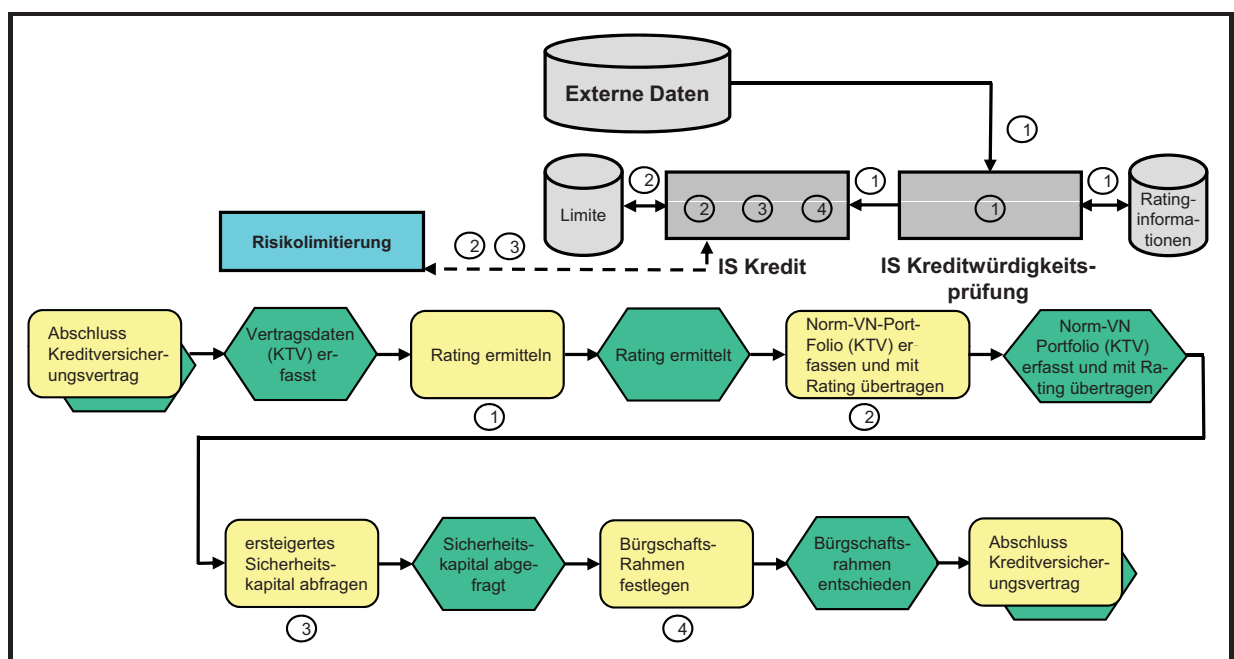 Externe Daten
1
Limite
2
2
3
4
1
1
1
Rating-
informa-
tionen
Risikolimitierung
2
3
IS Kredit
IS Kreditwürdigkeits-
prüfung
Abschluss
Kreditversicher-
ungsvertrag
Vertragsdaten
(KTV) er-
fasst
Rating ermitteln
Rating ermittelt
Norm-VN-Port-
Folio (KTV) er-
fassen und mit
Rating übertragen
Norm-VN
Portfolio (KTV)
erfasst und mit Ra-
ting übertragen
1
2
ersteigertes
Sicherheits-
kapital abfragen
Sicherheits-
kapital abge-
fragt
Bürgschafts-
Rahmen
festlegen
Bürgschafts-
rahmen
entschieden
Abschluss
Kreditversicher-
ungsvertrag
3
4